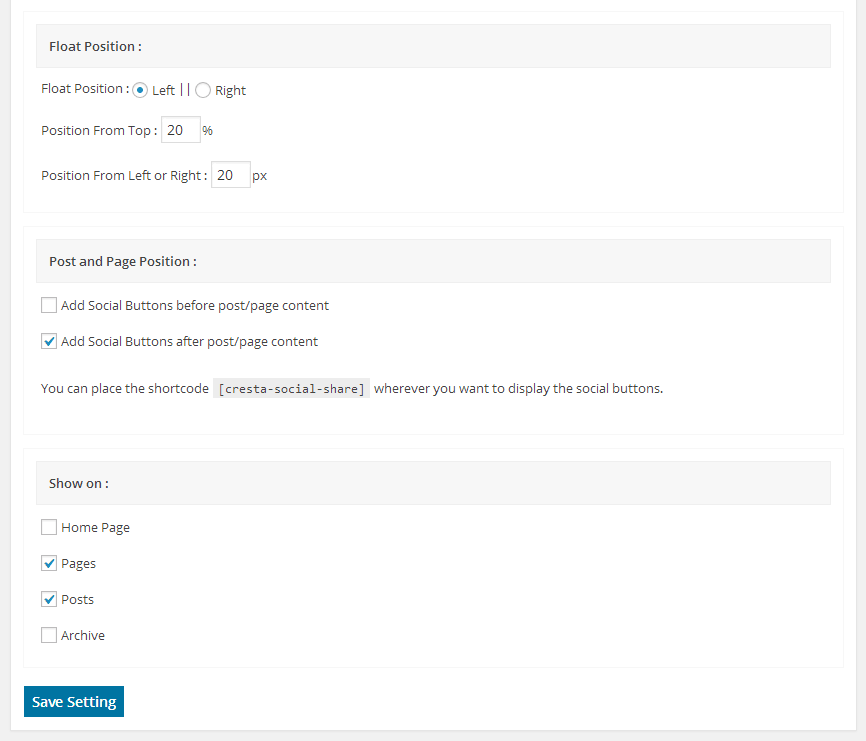 Float Position :
Float Position : Left || Right
Position From Top : 20 %
Position From Left or Right : 20 px
Post and Page Position :
Add Social Buttons before post/page content
Add Social Buttons after post/page content
You can place the shortcode [cresta-social-share] wherever you want to display the social buttons.
Show on :
Home Page
Pages
Posts
Archive
Save Setting